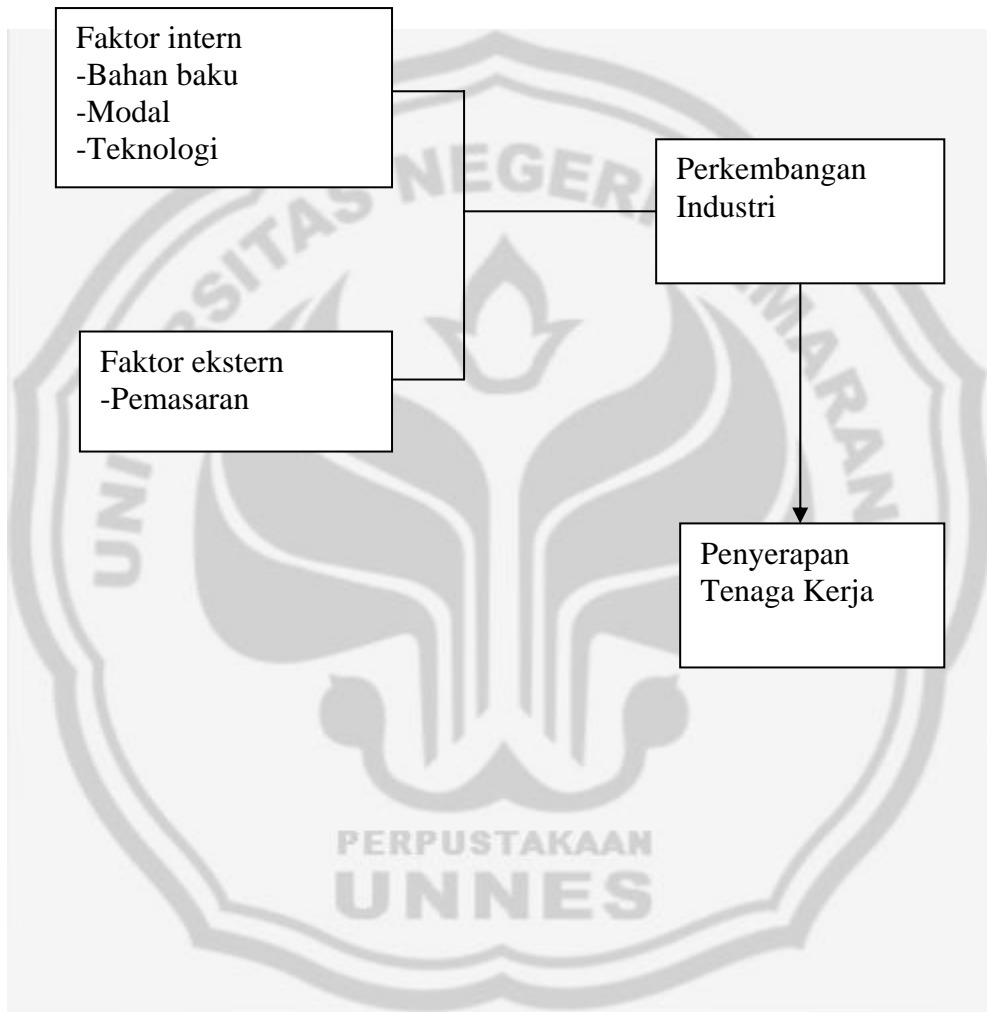 Faktor intern
-Bahan baku
-Modal
-Teknologi
Perkembangan
Industri
Faktor ekstern
-Pemasaran
Penyerapan
Tenaga Kerja
PERPUSTAKAAN
UNNES